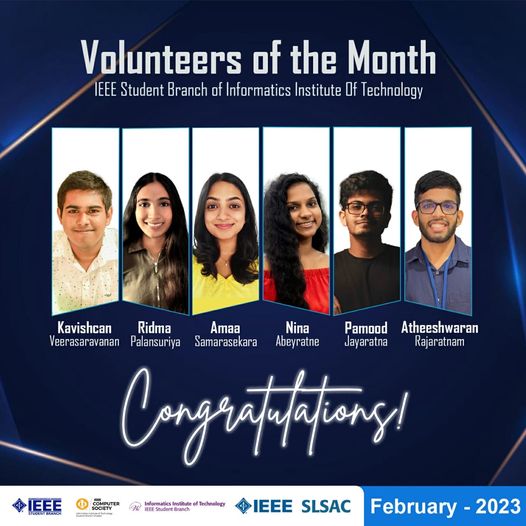 Volunteers of the Month
IEEE Student Branch of Informatics Institute Of Technology
Kavishcan
Veerasaravanan
Ridma
Palansuriya
Amaa
Samarasekara
Nina
Abeyratne
Pamood
Jayaratna
Atheeshwaran
Rajaratnam
Congratulations!
IEEE
STUDENT BRANCH
IEEE
COMPUTER
SOCIETY
Informatics Institute of Technology
IEEE Student Branch
IEEE SLSAC
February - 2023